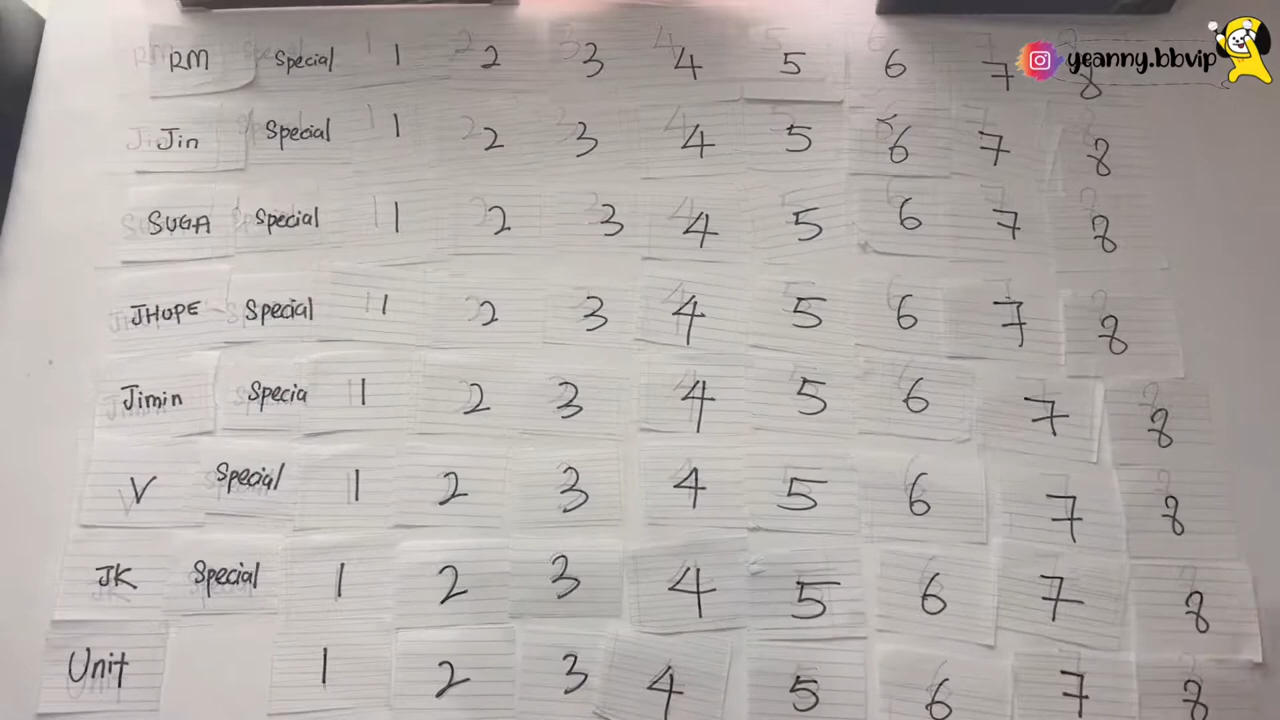 yeanny.bbvip
RM Special 1 2 3 4 5 6 7 8
Jin Special 1 2 3 4 5 6 7 8
SUGA Special 1 2 3 4 5 6 7 8
JHOPE Special 1 2 3 4 5 6 7 8
Jimin Specia 1 2 3 4 5 6 7 8
V Special 1 2 3 4 5 6 7 8
JK Special 1 2 3 4 5 6 7 8
Unit 1 2 3 4 5 6 7 8